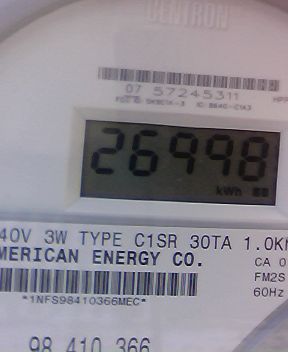 CENTRON
07 57245311
26998
kWh
40V 3W TYPE C1SR 30TA 1.0K
MERICAN ENERGY CO.
CA 0
FM2S
*1NFS98410366MEC*
60Hz
98 410 366